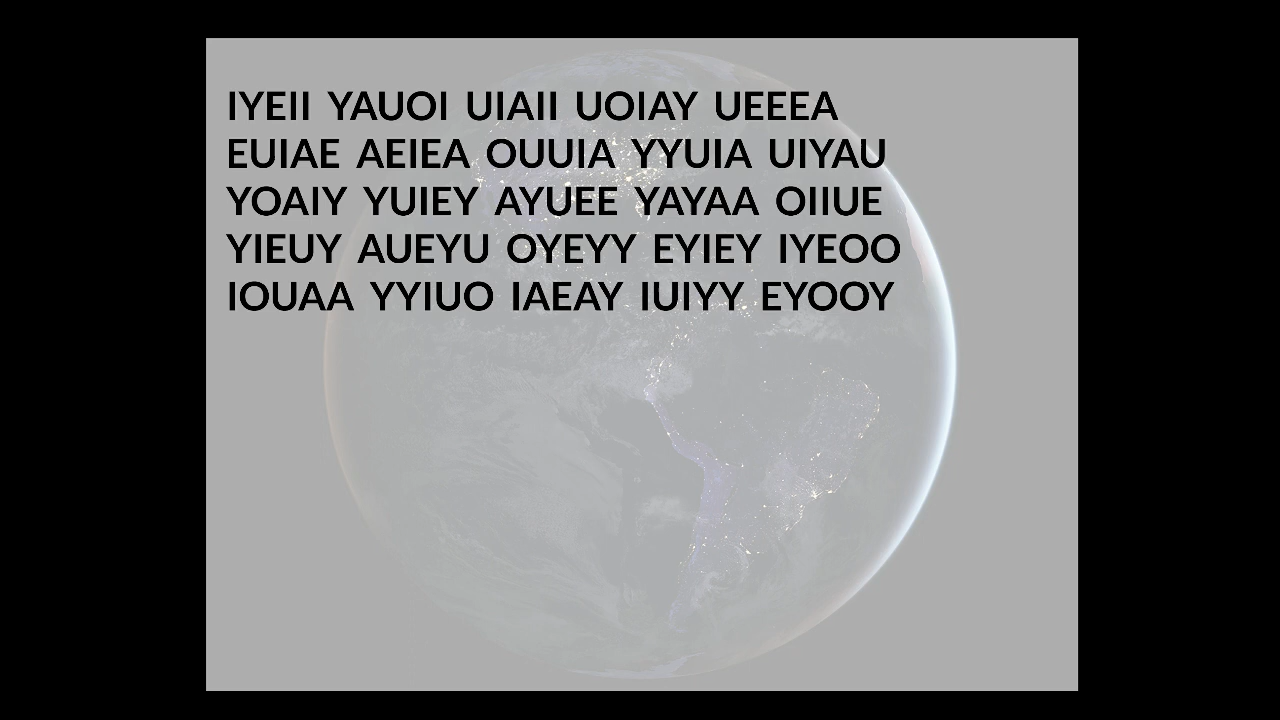 IYEII YAUOI UIAII UOIAY UEEEA
EUIAE AEIEA OUUIA YYUIA UIYAU
YOAIY YUIEY AYUEE YAYAA OIIUE
YIEUY AUEYU OYEYY EYIEY IYEOO
IOUAA YYIUO IAEAY IUIYY EYOOY